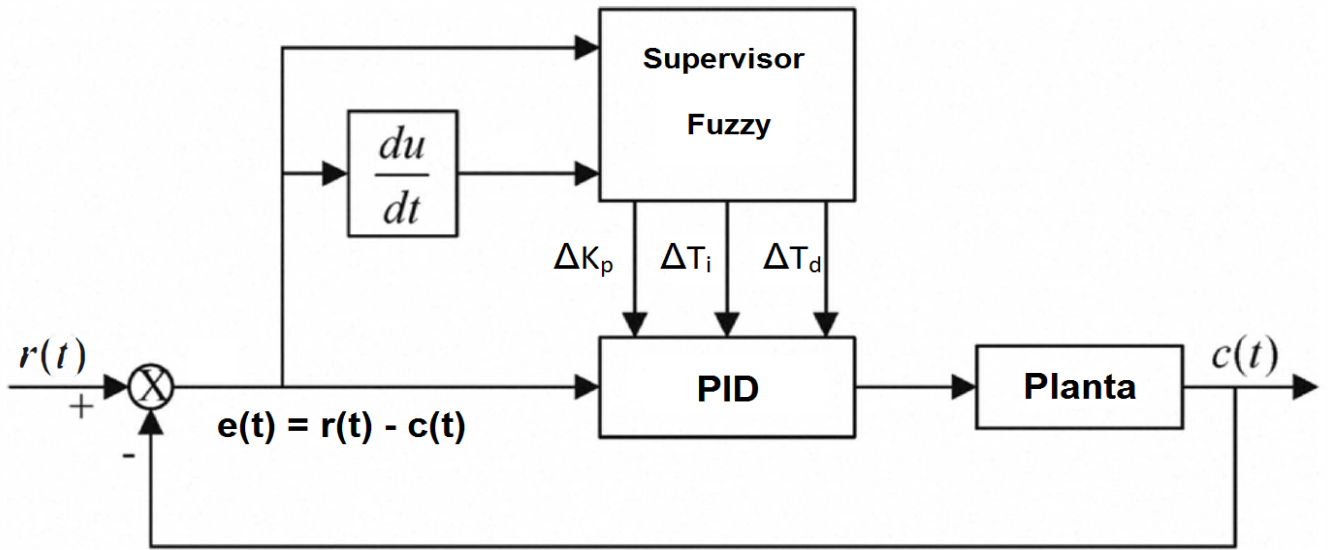 Supervisor
Fuzzy
du
dt
ΔKp ΔTi ΔTd
r(t)
+
X
-
e(t) = r(t) - c(t)
PID
Planta
c(t)